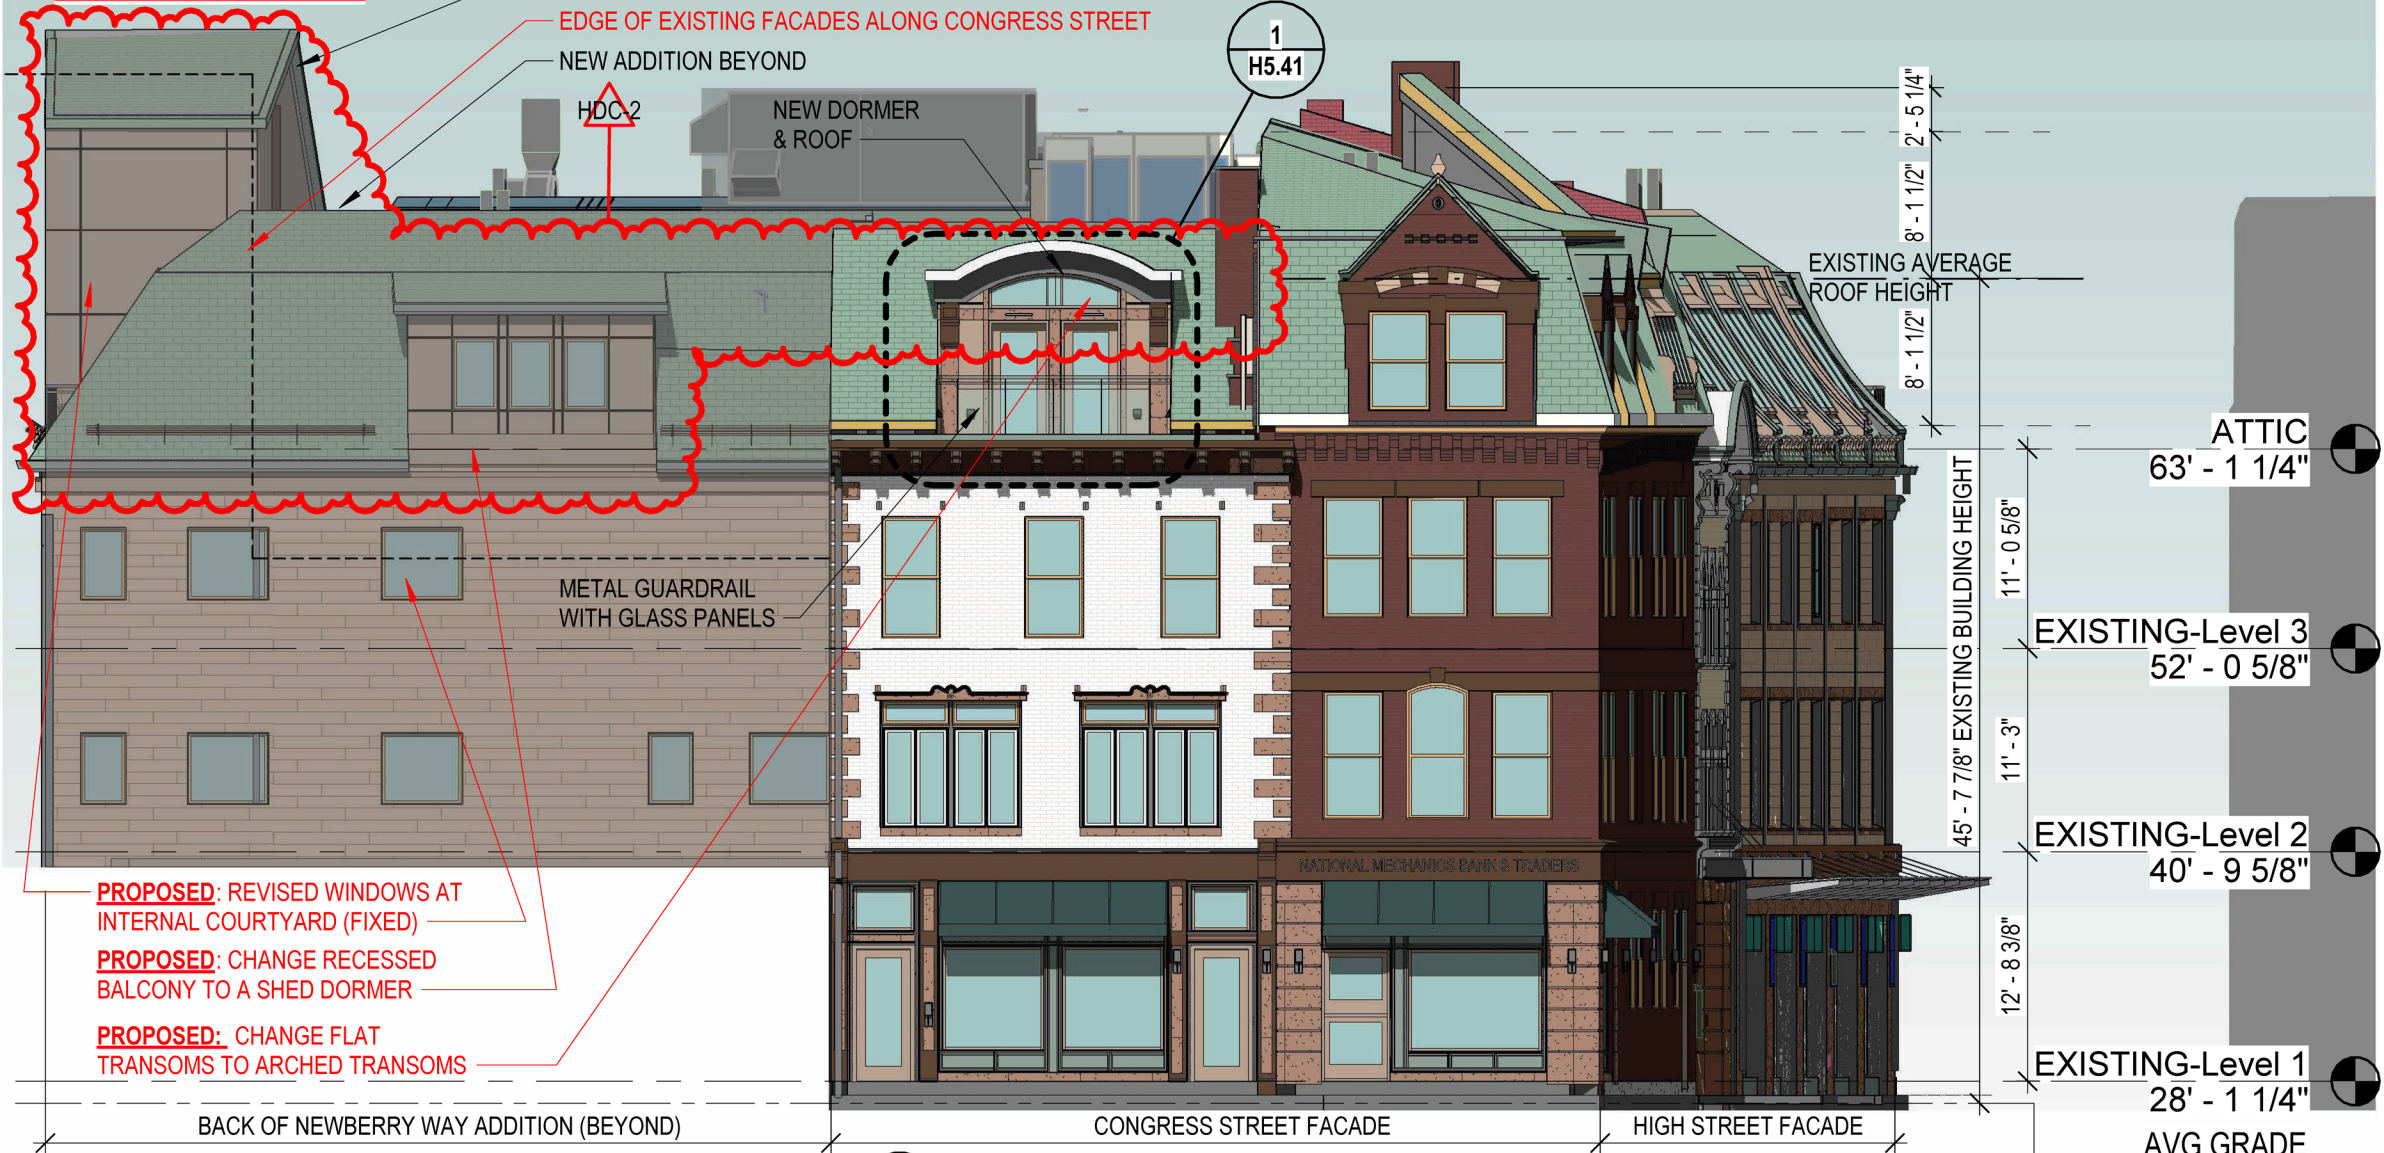 EDGE OF EXISTING FACADES ALONG CONGRESS STREET
NEW ADDITION BEYOND
HDC-2
NEW DORMER
& ROOF
1
H5.41
2' - 5 1/4"
8' - 1 1/2"
EXISTING AVERAGE
ROOF HEIGHT
8' - 1 1/2"
ATTIC
63' - 1 1/4"
11' - 0 5/8"
45' - 7 7/8" EXISTING BUILDING HEIGHT
METAL GUARDRAIL
WITH GLASS PANELS
EXISTING-Level 3
52' - 0 5/8"
11' - 3"
EXISTING-Level 2
40' - 9 5/8"
NATIONAL MECHANICS BANK & TRADERS
PROPOSED: REVISED WINDOWS AT
INTERNAL COURTYARD (FIXED)
PROPOSED: CHANGE RECESSED
BALCONY TO A SHED DORMER
PROPOSED: CHANGE FLAT
TRANSOMS TO ARCHED TRANSOMS
12' - 8 3/8"
EXISTING-Level 1
28' - 1 1/4"
BACK OF NEWBERRY WAY ADDITION (BEYOND)
CONGRESS STREET FACADE
HIGH STREET FACADE
AVG GRADE